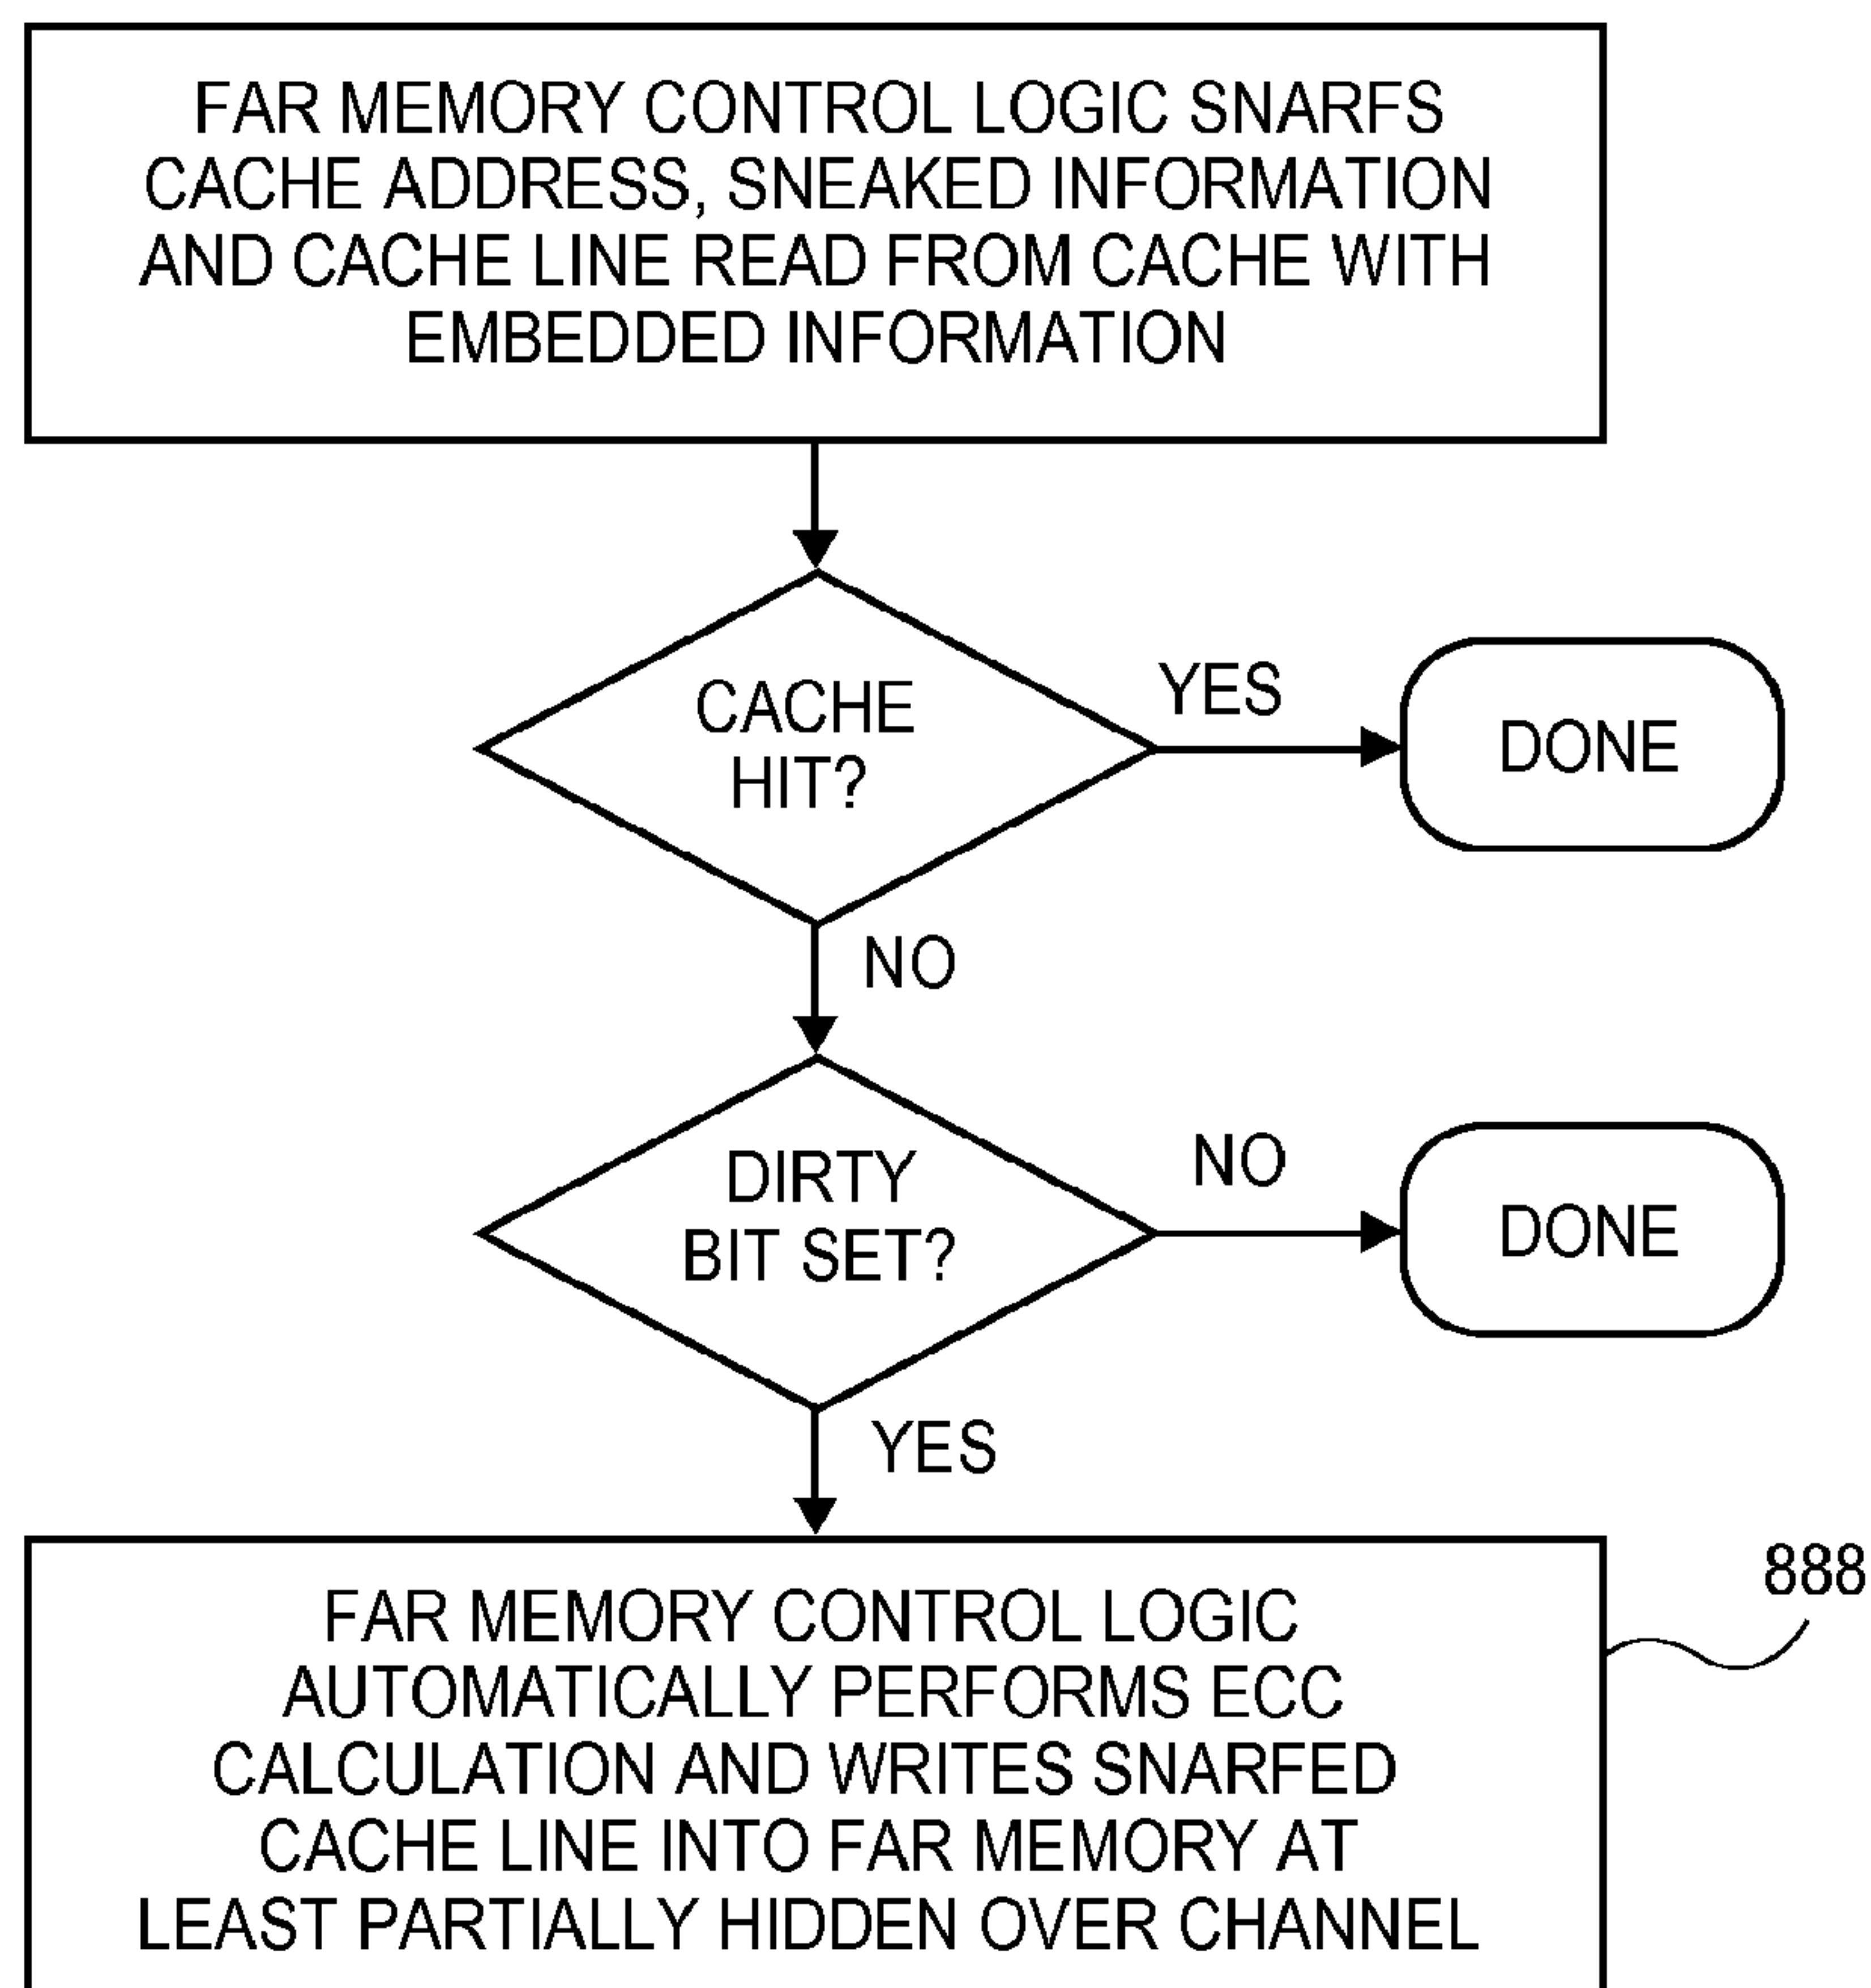 FAR MEMORY CONTROL LOGIC SNARFS
CACHE ADDRESS, SNEAKED INFORMATION
AND CACHE LINE READ FROM CACHE WITH
EMBEDDED INFORMATION
CACHE
HIT?
YES
DONE
NO
DIRTY
BIT SET?
NO
DONE
YES
FAR MEMORY CONTROL LOGIC
AUTOMATICALLY PERFORMS ECC
CALCULATION AND WRITES SNARFED
CACHE LINE INTO FAR MEMORY AT
LEAST PARTIALLY HIDDEN OVER CHANNEL
888